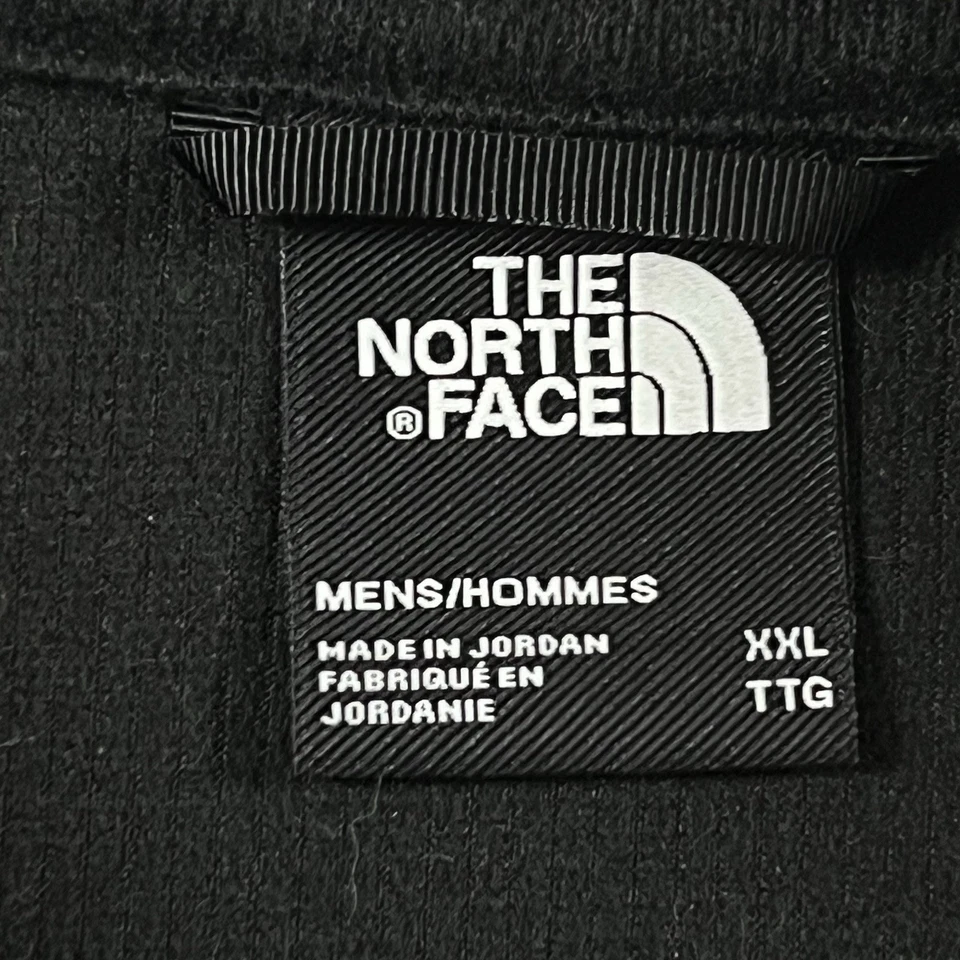 THE
NORTH
®FACE
MENS/HOMMES
MADE IN JORDAN
FABRIQUÉ EN
JORDANIE
XXL
TTG